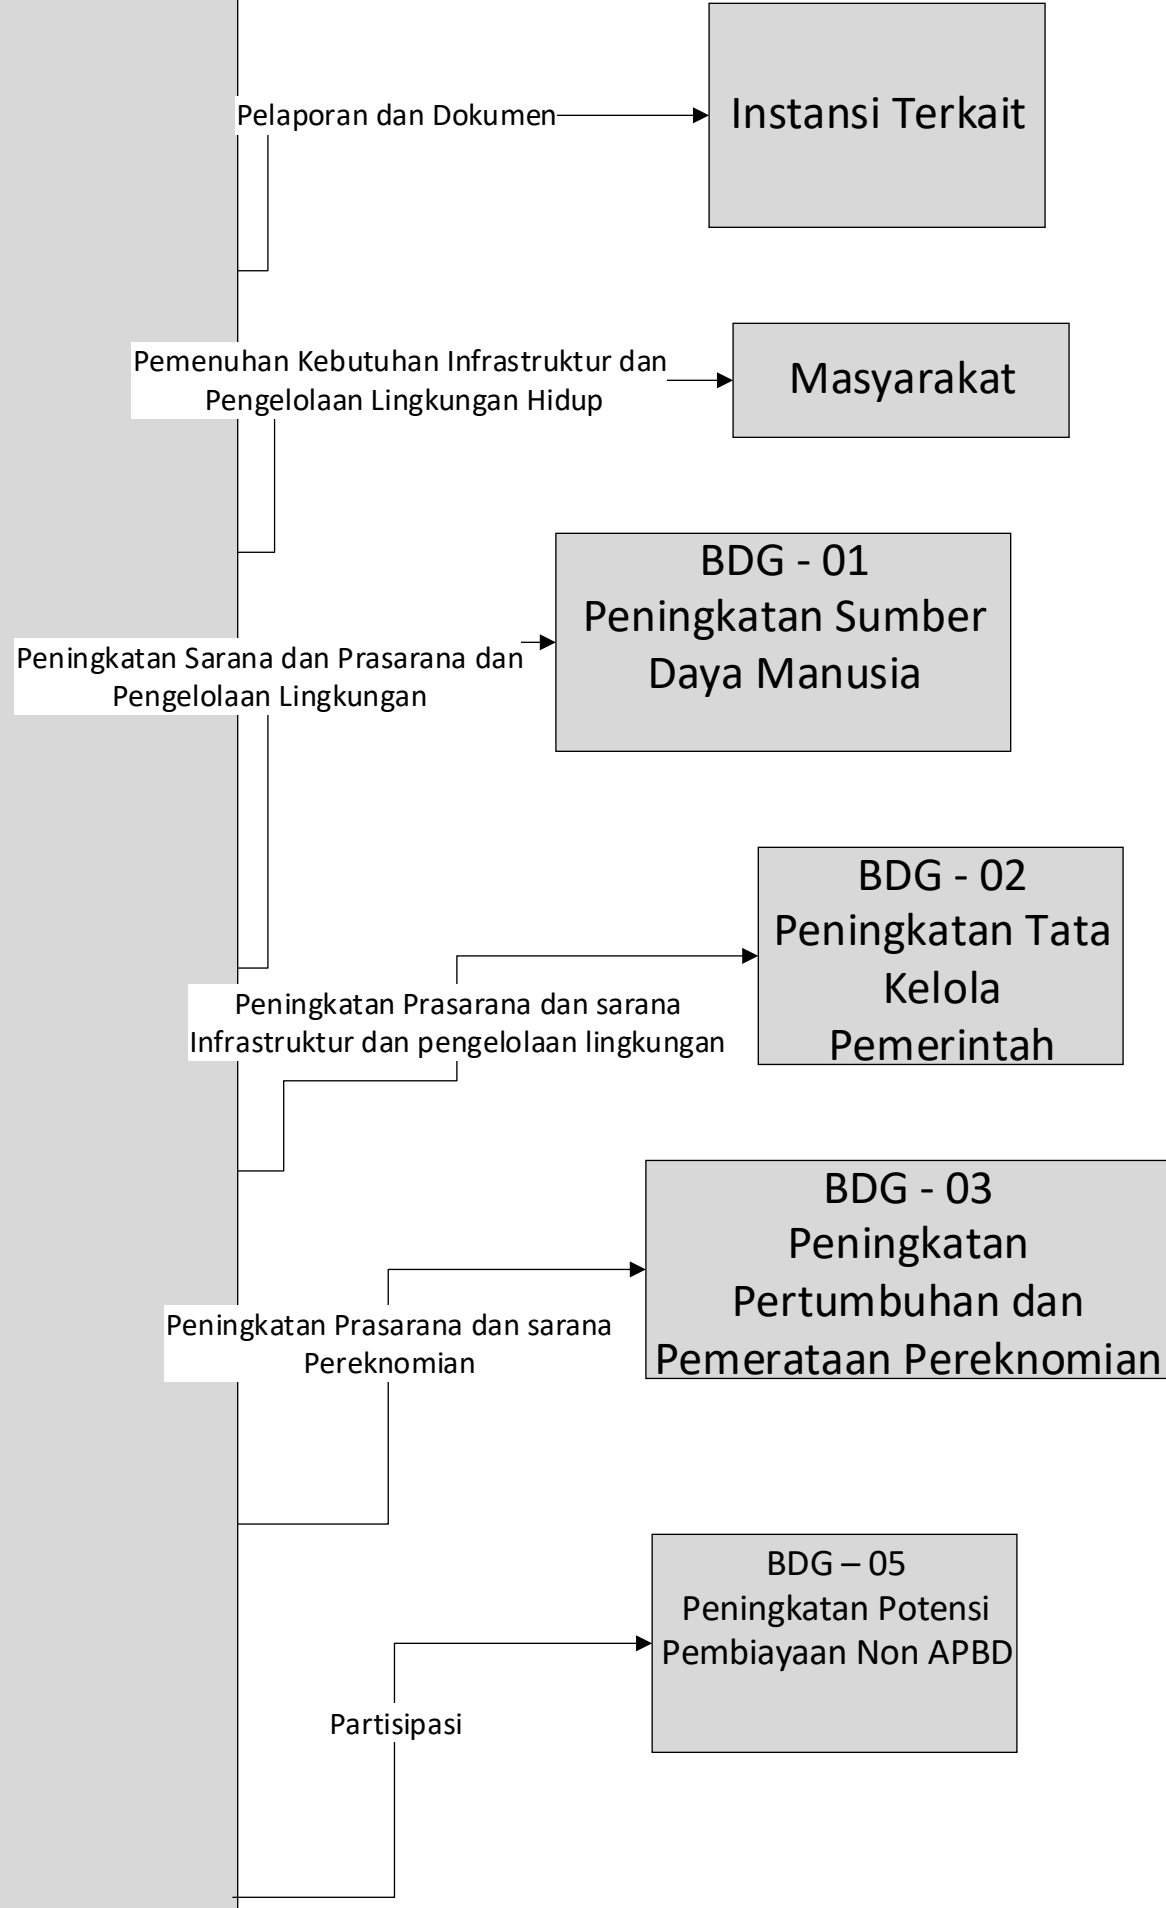 Pelaporan dan Dokumen
Instansi Terkait
Pemenuhan Kebutuhan Infrastruktur dan
Pengelolaan Lingkungan Hidup
Masyarakat
BDG - 01
Peningkatan Sumber
Daya Manusia
Peningkatan Sarana dan Prasarana dan
Pengelolaan Lingkungan
BDG - 02
Peningkatan Tata
Kelola
Pemerintah
Peningkatan Prasarana dan sarana
Infrastruktur dan pengelolaan lingkungan
BDG - 03
Peningkatan
Pertumbuhan dan
Pemerataan Pereknomian
Peningkatan Prasarana dan sarana
Pereknomian
BDG – 05
Peningkatan Potensi
Pembiayaan Non APBD
Partisipasi